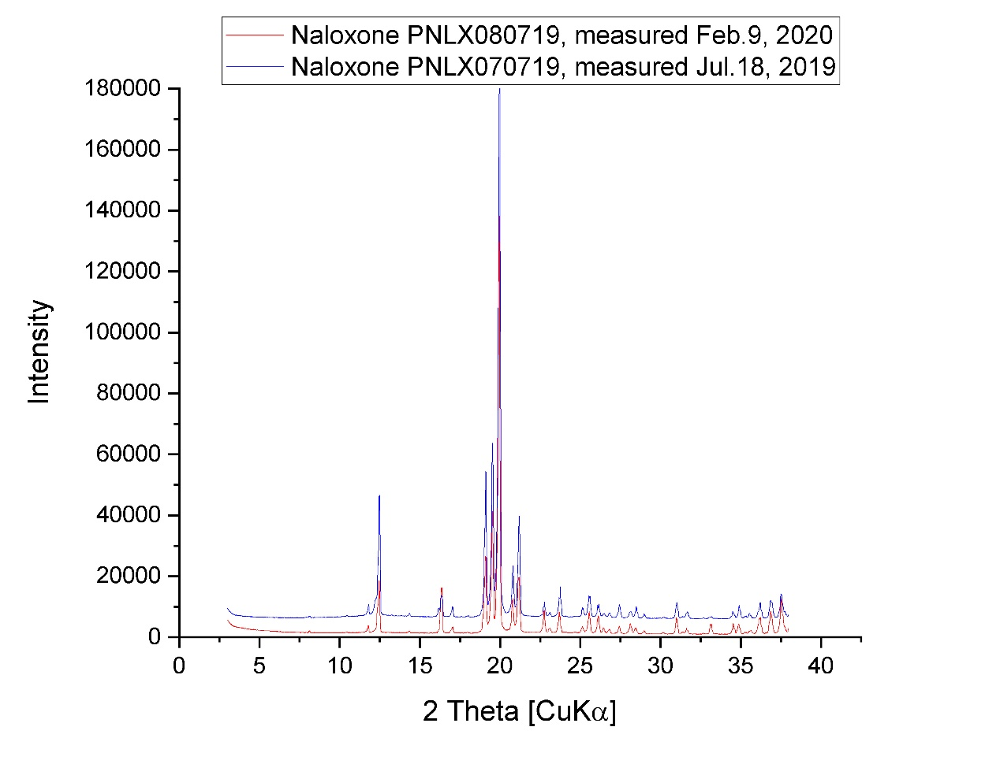 Naloxone PNLX080719, measured Feb.9, 2020
Naloxone PNLX070719, measured Jul.18, 2019
180000
160000
140000
120000
100000
80000
60000
40000
20000
0
Intensity
0 5 10 15 20 25 30 35 40
2 Theta [CuKα]